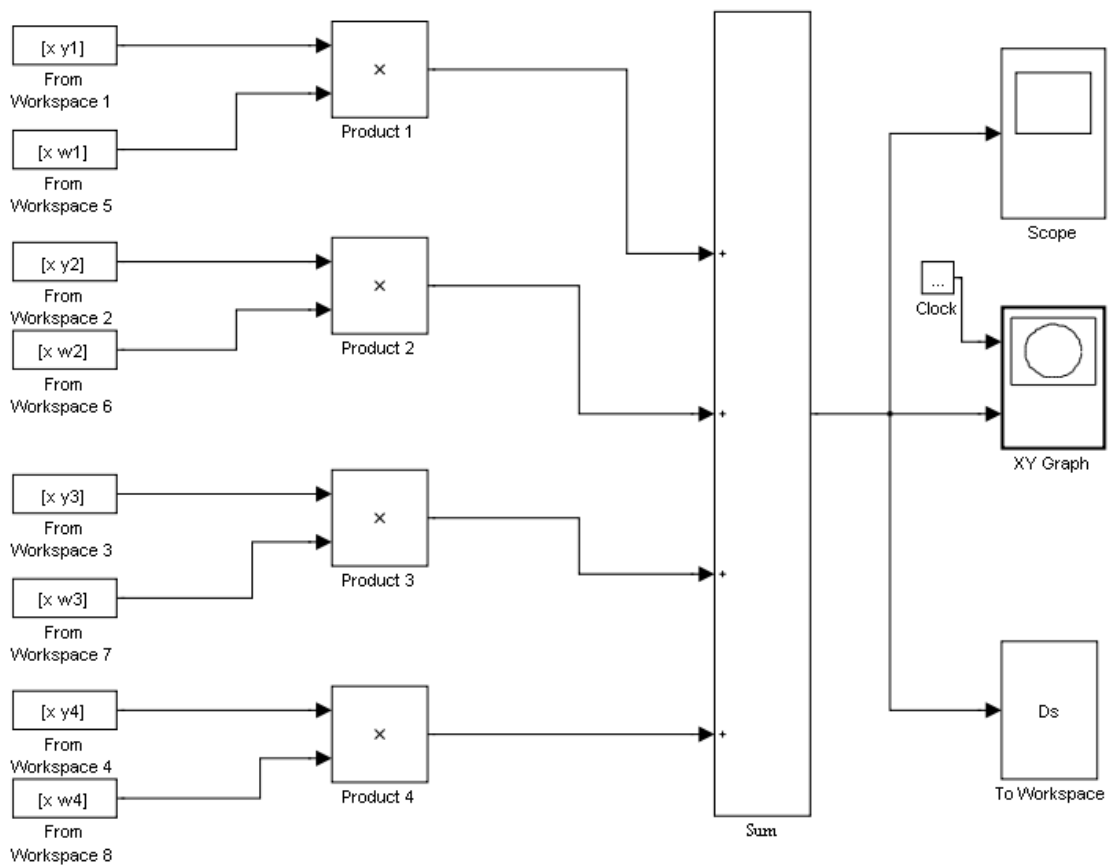 [x y1]
From
Workspace 1
[x w1]
From
Workspace 5
×
Product 1
[x y2]
From
Workspace 2
[x w2]
From
Workspace 6
×
Product 2
[x y3]
From
Workspace 3
[x w3]
From
Workspace 7
×
Product 3
[x y4]
From
Workspace 4
[x w4]
From
Workspace 8
×
Product 4
+
+
+
+
Sum
Scope
...
Clock
XY Graph
Ds
To Workspace